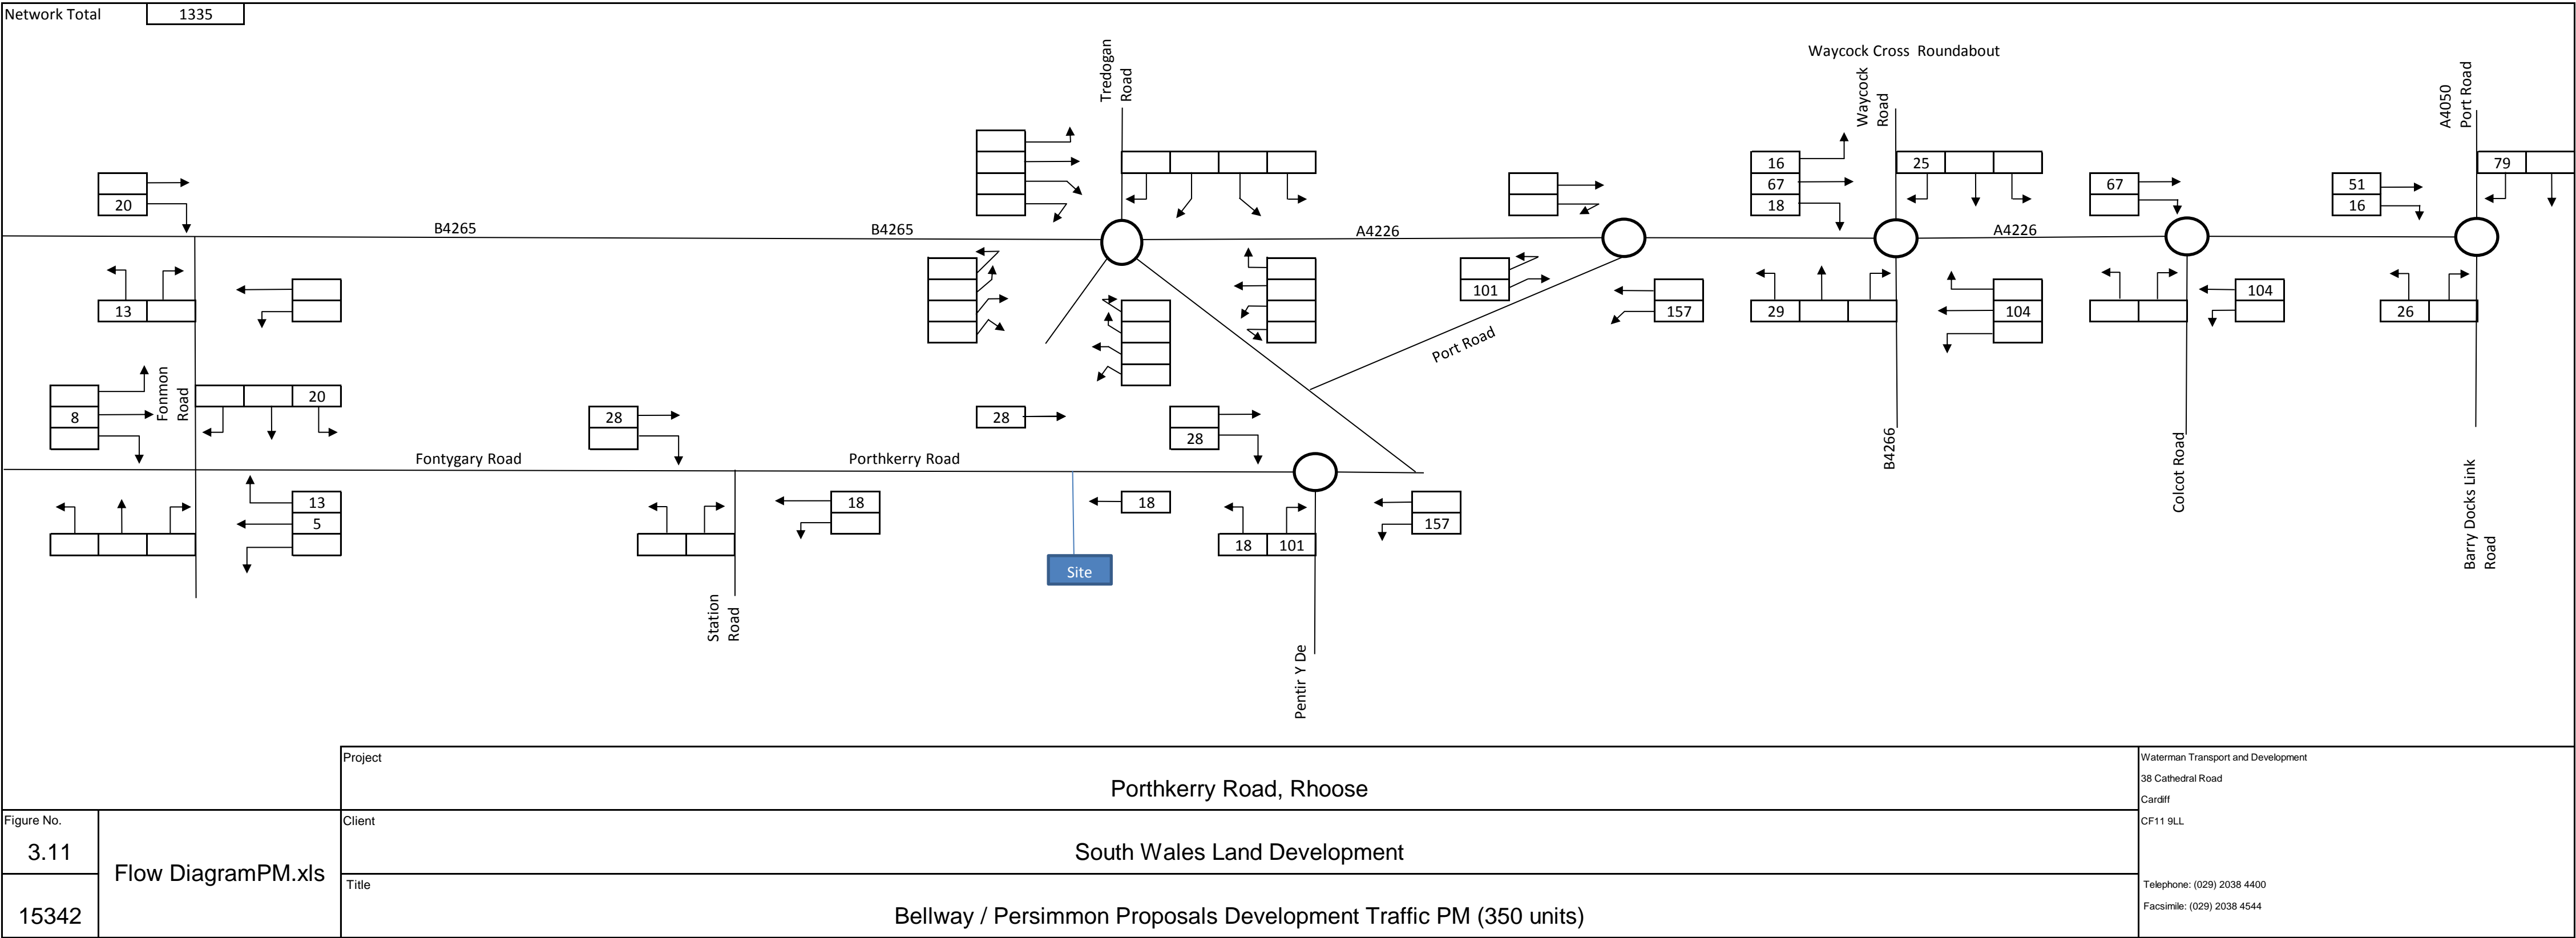 Network Total 1335
Waycock Cross Roundabout
Tredogan
Road
Waycock
Road
A4050
Port Road
16 25 79
67 67 51
18 16
20
B4265 B4265 A4226 A4226
13
101 157 29 104 104 26
Port Road
Fonmon
Road
8 20
28 28 28
B4266
Colcot Road
Barry Docks Link
Road
Fontygary Road Porthkerry Road
13
5
18 18
157
18 101
Site
Station
Road
Pentir Y De
Project
Porthkerry Road, Rhoose
Client
South Wales Land Development
Title
Bellway / Persimmon Proposals Development Traffic PM (350 units)
Figure No.
3.11
15342
Flow DiagramPM.xls
Waterman Transport and Development
38 Cathedral Road
Cardiff
CF11 9LL
Telephone: (029) 2038 4400
Facsimile: (029) 2038 4544